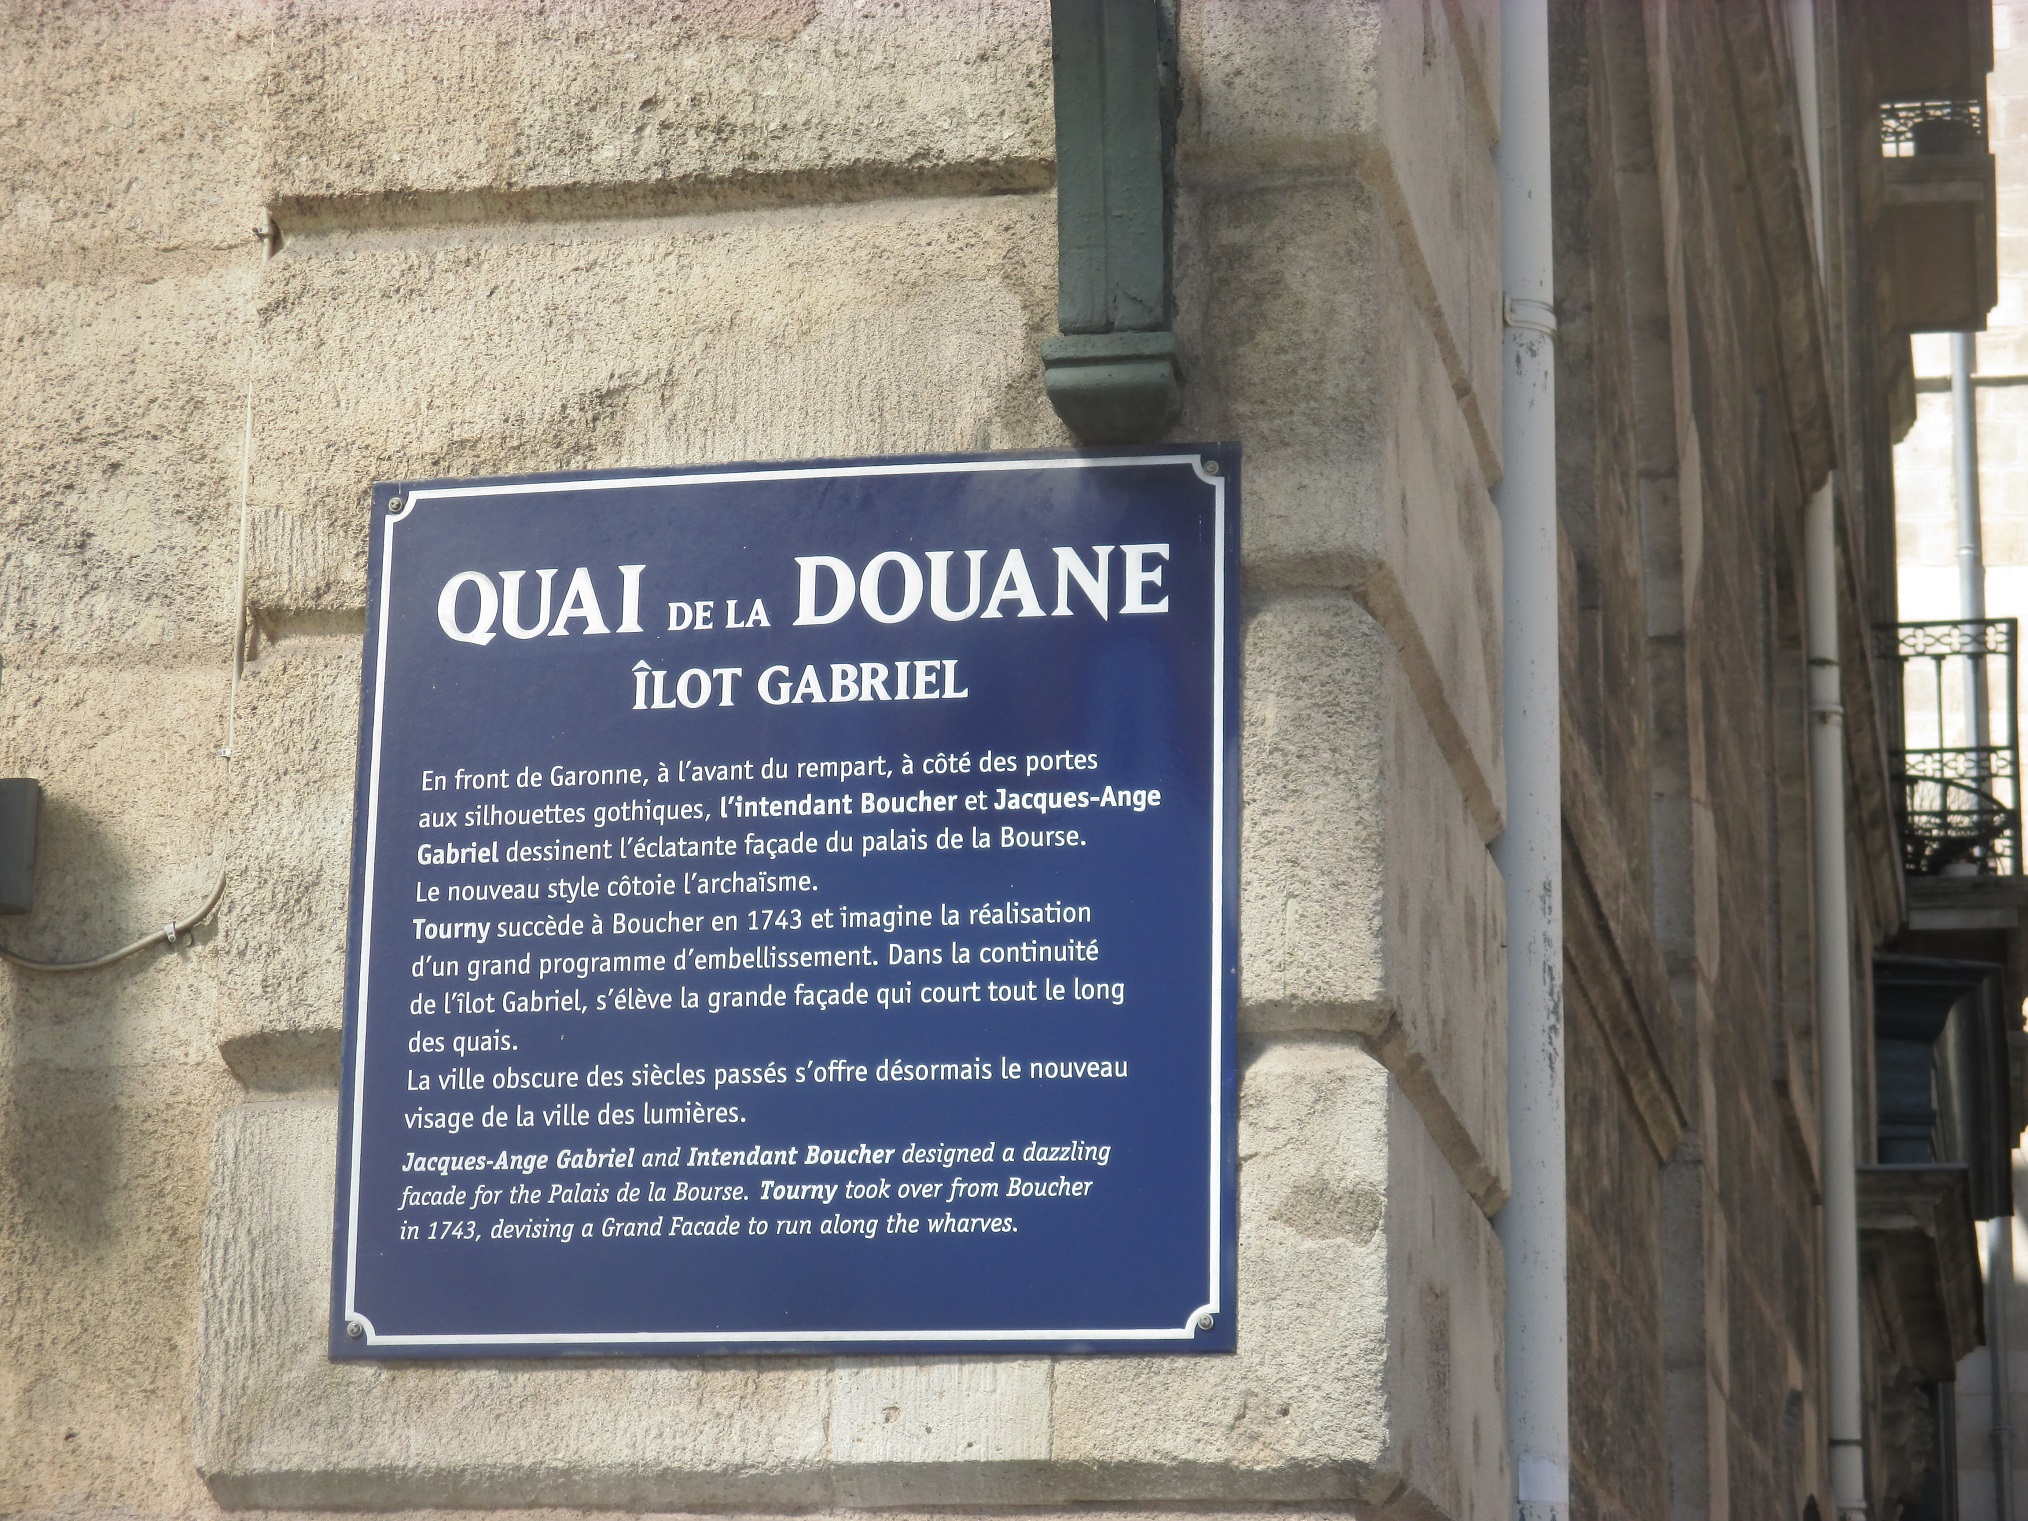 QUAI DE LA DOUANE
ÎLOT GABRIEL
En front de Garonne, à l'avant du rempart, à côté des portes
aux silhouettes gothiques, l'intendant Boucher et Jacques-Ange
Gabriel dessinent l'éclatante façade du palais de la Bourse.
Le nouveau style côtoie l'archaïsme.
Tourny succède à Boucher en 1743 et imagine la réalisation
d'un grand programme d'embellissement. Dans la continuité
de l'îlot Gabriel, s'élève la grande façade qui court tout le long
des quais.
La ville obscure des siècles passés s'offre désormais le nouveau
visage de la ville des lumières.
Jacques-Ange Gabriel and Intendant Boucher designed a dazzling
facade for the Palais de la Bourse. Tourny took over from Boucher
in 1743, devising a Grand Facade to run along the wharves.